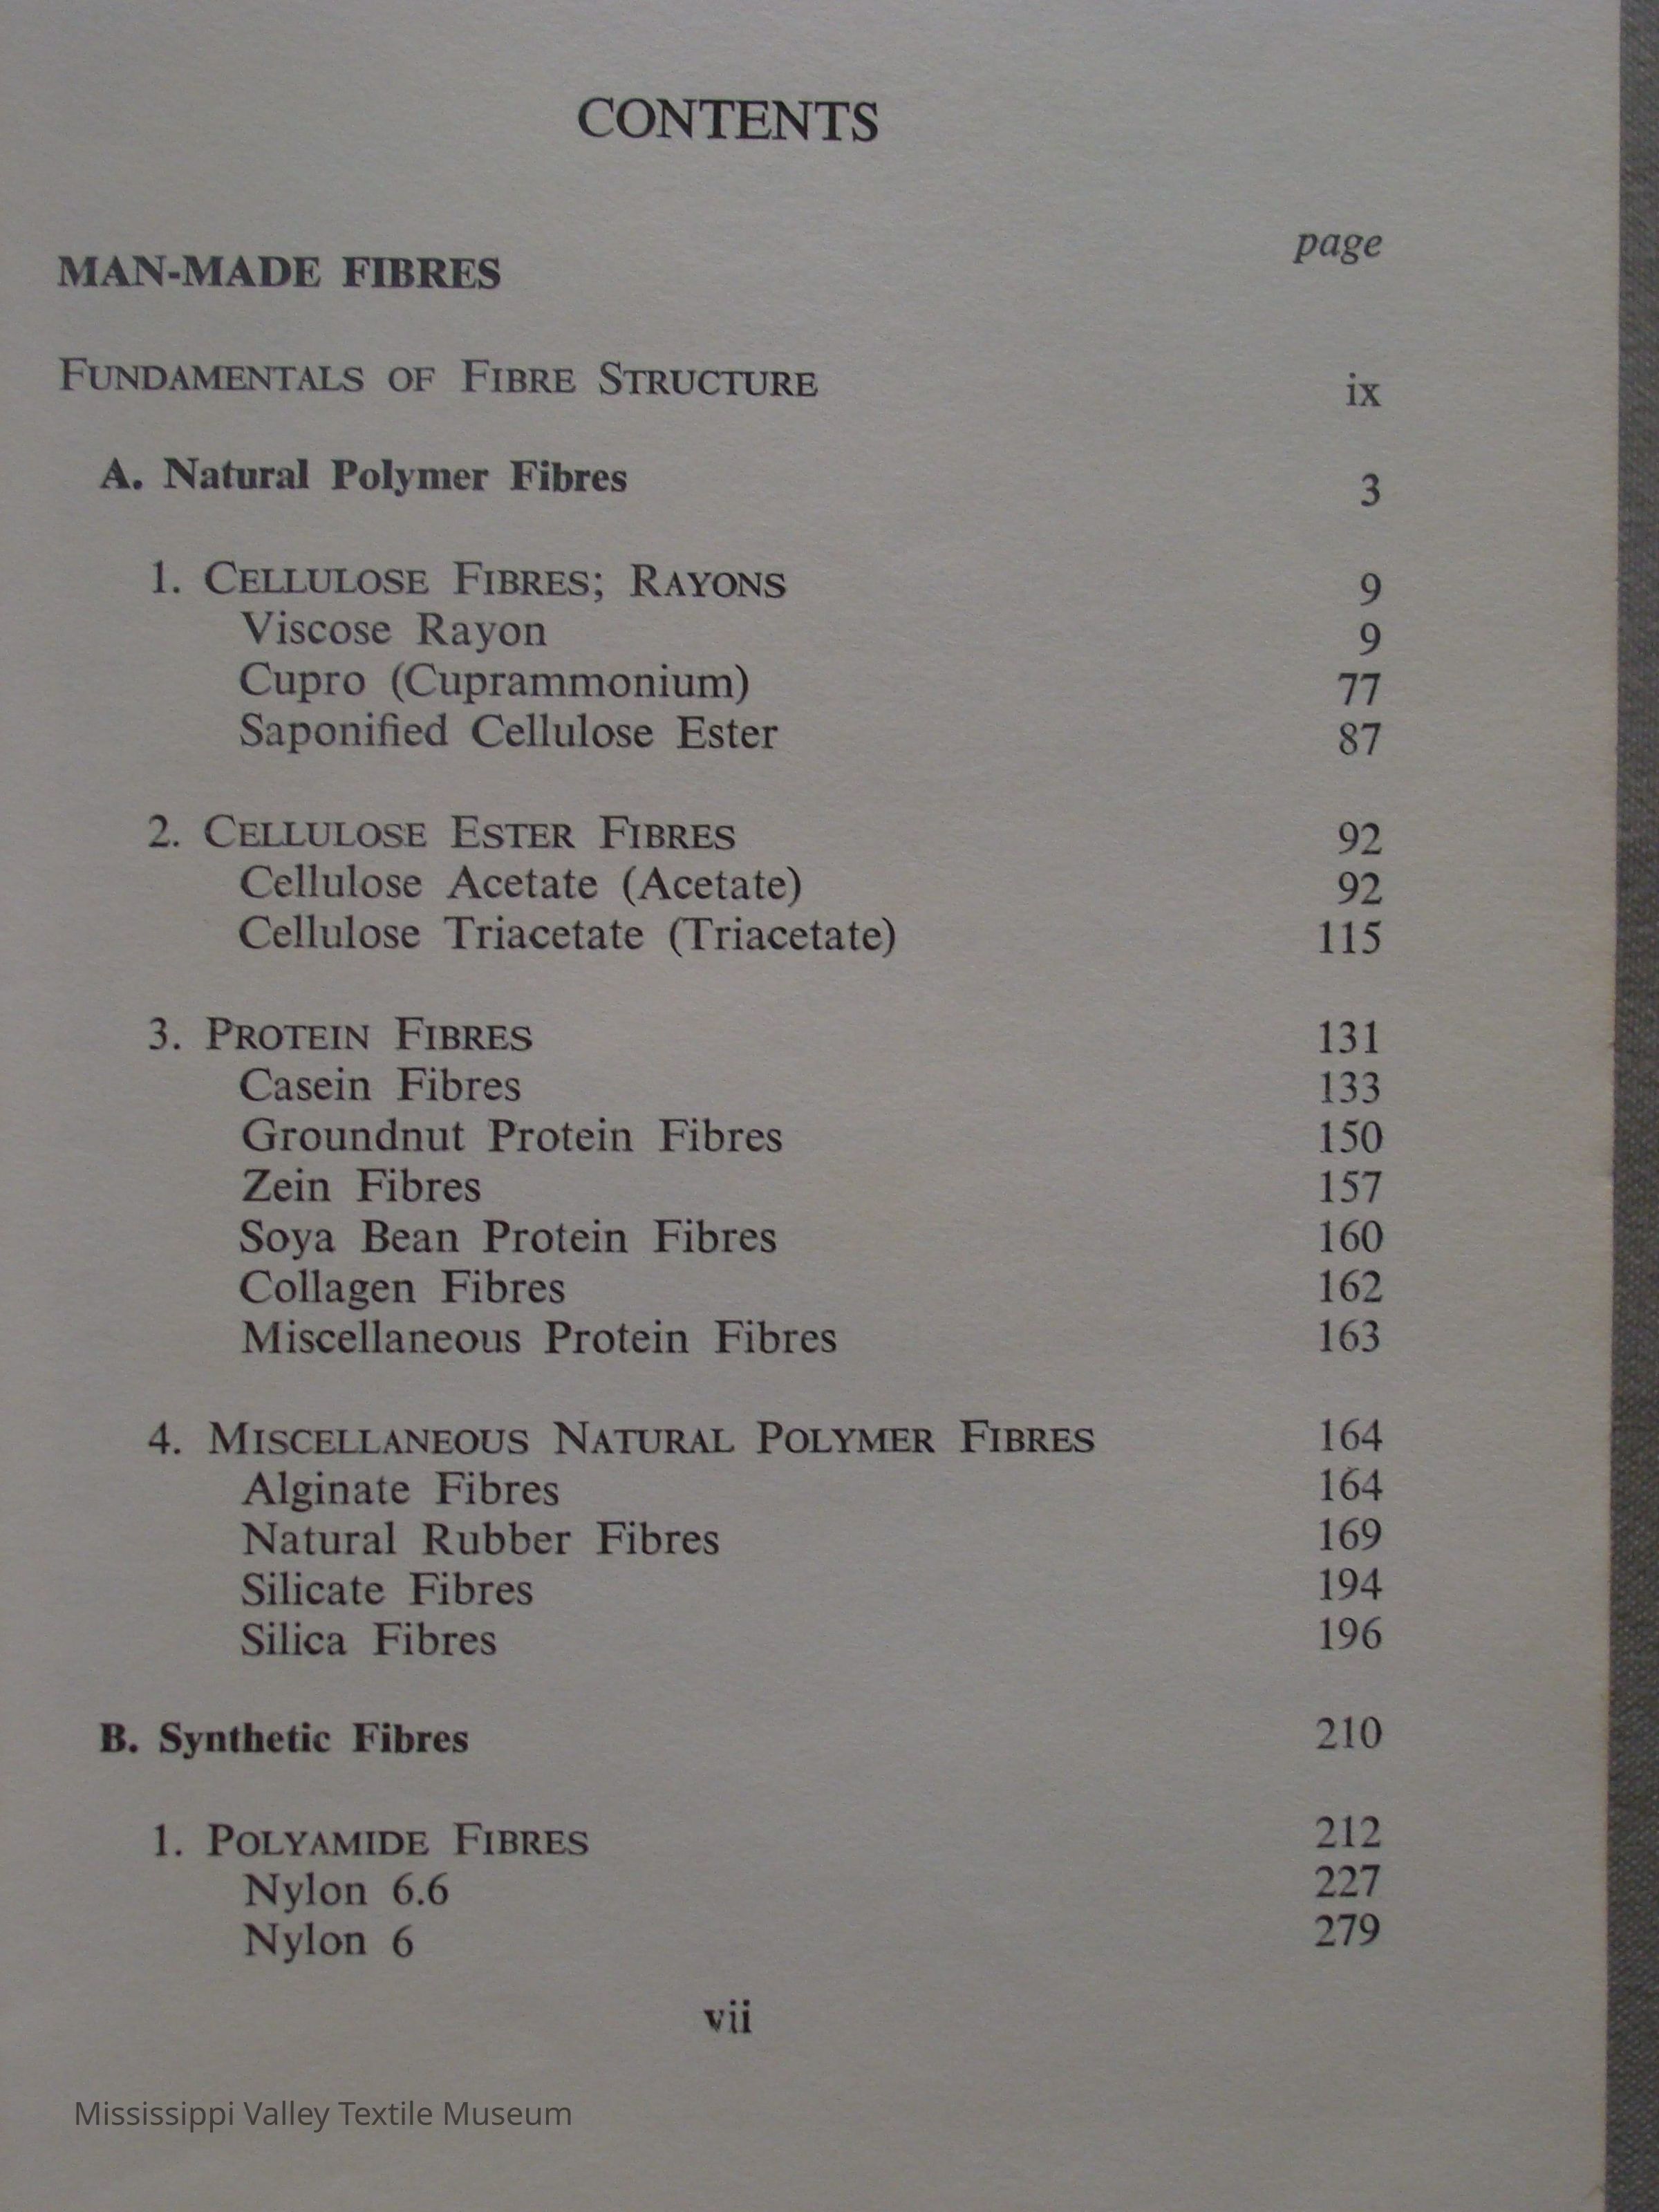 CONTENTS
page
MAN-MADE FIBRES
FUNDAMENTALS OF FIBRE STRUCTURE ix
A. Natural Polymer Fibres 3
1. CELLULOSE FIBRES; RAYONS 9
Viscose Rayon 9
Cupro (Cuprammonium) 77
Saponified Cellulose Ester 87
2. CELLULOSE ESTER FIBRES 92
Cellulose Acetate (Acetate) 92
Cellulose Triacetate (Triacetate) 115
3. PROTEIN FIBRES 131
Casein Fibres 133
Groundnut Protein Fibres 150
Zein Fibres 157
Soya Bean Protein Fibres 160
Collagen Fibres 162
Miscellaneous Protein Fibres 163
4. MISCELLANEOUS NATURAL POLYMER FIBRES 164
Alginate Fibres 164
Natural Rubber Fibres 169
Silicate Fibres 194
Silica Fibres 196
B. Synthetic Fibres 210
1. POLYAMIDE FIBRES 212
Nylon 6.6 227
Nylon 6 279
vii
Mississippi Valley Textile Museum